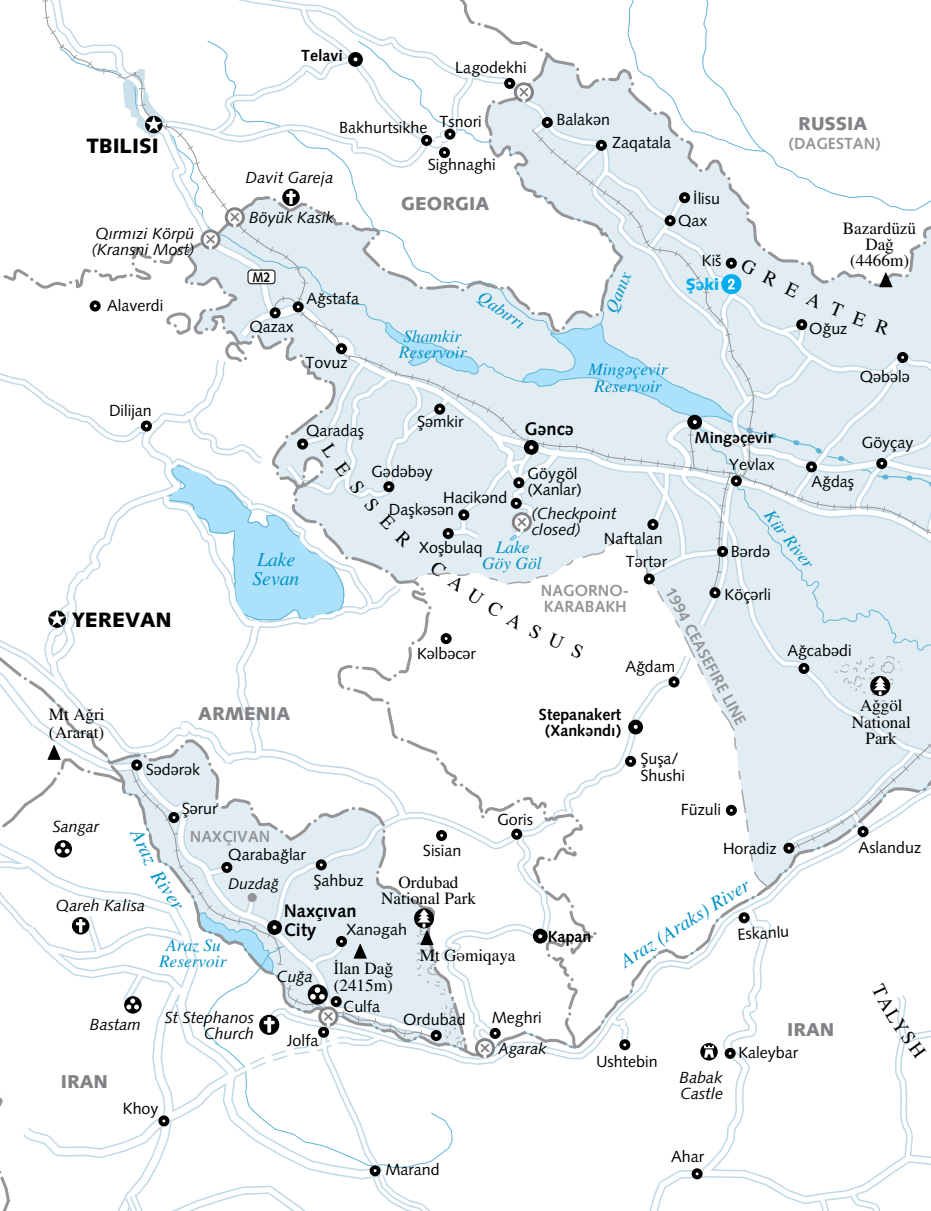 Telavi
Lagodekhi
TBILISI
Bakhurtsikhe
Tsnori
Sighnaghi
Balakən
Zaqatala
RUSSIA
(DAGESTAN)
Davit Gareja
GEORGIA
İlisu
Qax
Böyük Kasik
Qırmızi Körpü
(Kransni Most)
Bazardüzü
Dağ
(4466m)
Kiš
GREATER
Şəki 2
M2
Alaverdi
Ağstafa
Qazax
Qabırrı
Qanıx
Oğuz
Tovuz
Shamkir
Reservoir
Mingəçevir
Reservoir
Qəbələ
Dilijan
Şəmkir
Qaradaş
Gəncə
Mingəçevir
Göyçay
LESSER CAUCASUS
Gədəbəy
Göygöl
(Xanlar)
Yevlax
Ağdaş
Hacikənd
Daşkəsən
(Checkpoint
closed)
Xoşbulaq
Lake
Göy Göl
Naftalan
Kür River
Lake
Sevan
Tərtər
Bərdə
NAGORNO-
KARABAKH
Köçərli
1994 CEASEFIRE LINE
YEREVAN
Kəlbəcər
Ağcabədi
Ağdam
Ağgöl
National
Park
Mt Ağri
(Ararat)
ARMENIA
Stepanakert
(Xankəndı)
Şuşa/
Shushi
Sədərək
Şərur
Füzuli
Sangar
NAXÇIVAN
Goris
Sisian
Horadiz
Aslanduz
Araz River
Qarabağlar
Şahbuz
Duzdağ
Ordubad
National Park
Qareh Kalisa
Naxçıvan
City
Xanəgah
Mt Gəmiqaya
Kapan
Araz (Araks) River
Eskanlu
Araz Su
Reservoir
İlan Dağ
(2415m)
Cuğa
Culfa
TALYSH
Bastam
St Stephanos
Church
Jolfa
Ordubad
Meghri
Agarak
Ushtebin
IRAN
Kaleybar
Babak
Castle
IRAN
Khoy
Marand
Ahar